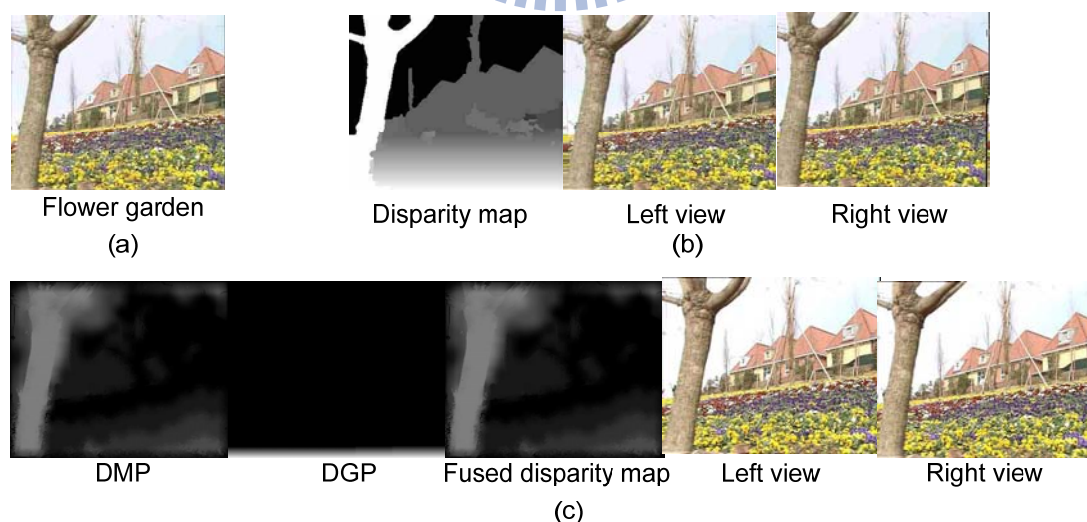 Flower garden
(a)
Disparity map
Left view
Right view
(b)
DMP
DGP
Fused disparity map
Left view
Right view
(c)